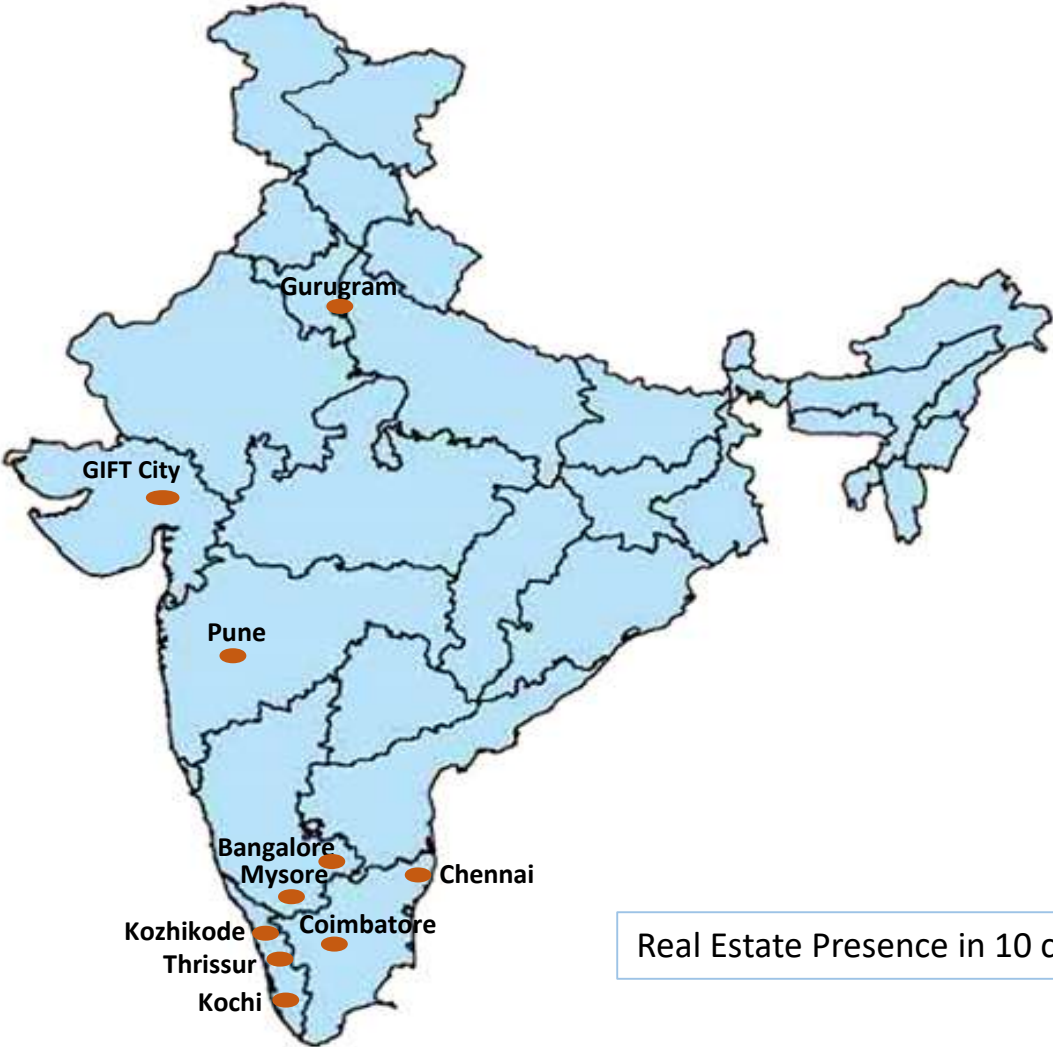 Gurugram
GIFT City
Pune
Bangalore
Mysore
Chennai
Kozhikode
Coimbatore
Thrissur
Kochi
Real Estate Presence in 10